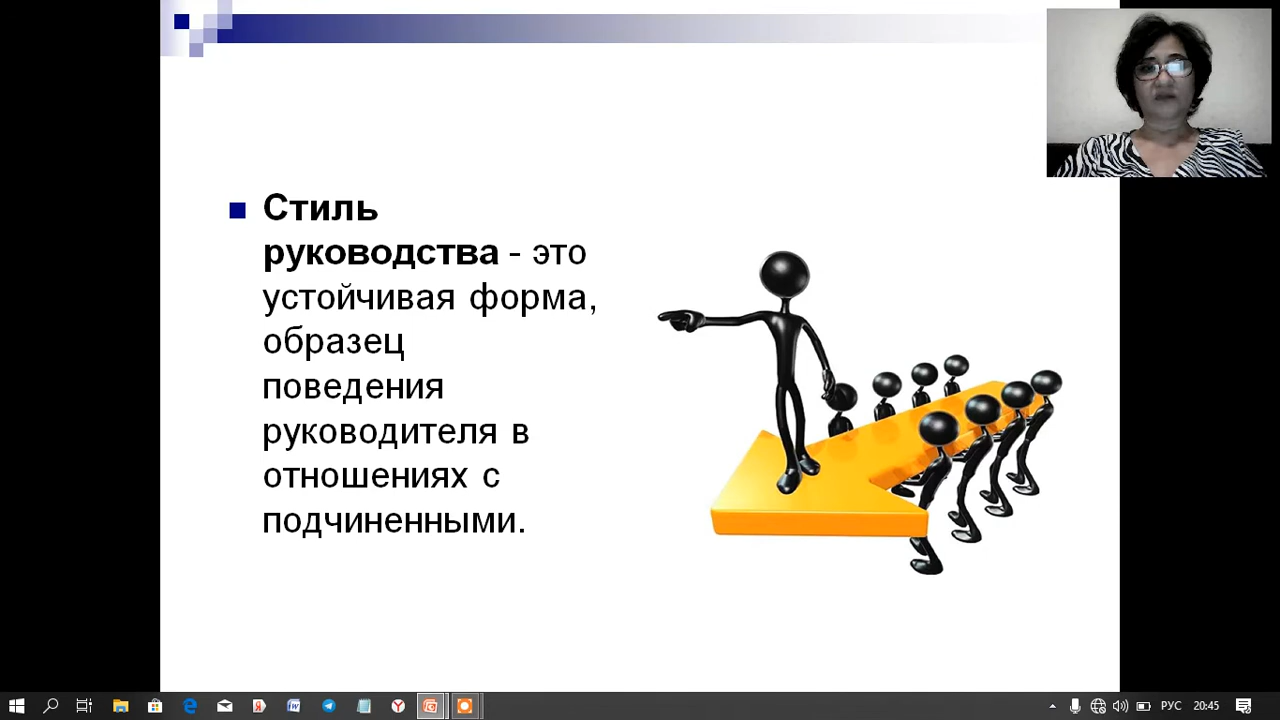 Стиль
руководства - это
устойчивая форма,
образец
поведения
руководителя в
отношениях с
подчиненными.
РУС 20:45